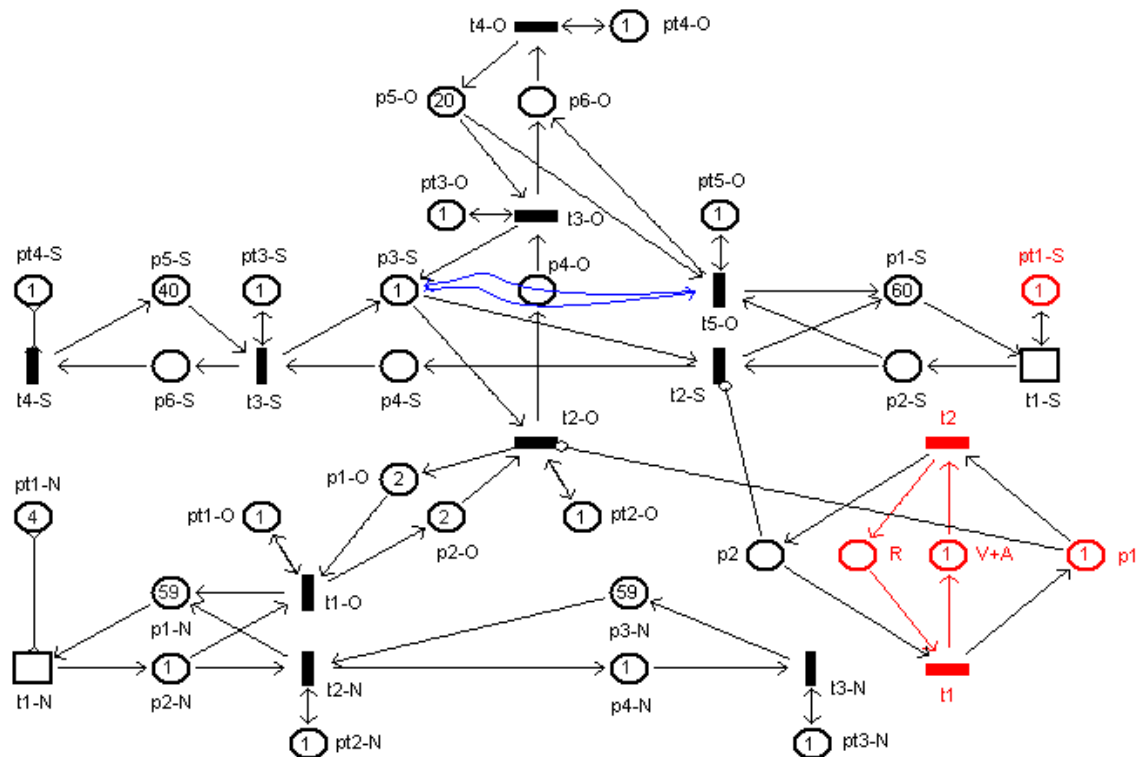 t4-O
1
pt4-O
p5-O
20
p6-O
pt3-O
pt5-O
1
t3-O
1
pt4-S
p5-S
pt3-S
p3-S
p4-O
p1-S
pt1-S
1
40
1
1
60
1
t5-O
t4-S
p6-S
t3-S
p4-S
t2-S
p2-S
t1-S
t2-O
t2
pt1-N
p1-O
2
4
pt1-O
1
2
1
pt2-O
p2-O
p2
R
1
V+A
1
p1
59
t1-O
59
p1-N
p3-N
1
1
t1-N
p2-N
t2-N
p4-N
t3-N
t1
1
pt2-N
1
pt3-N